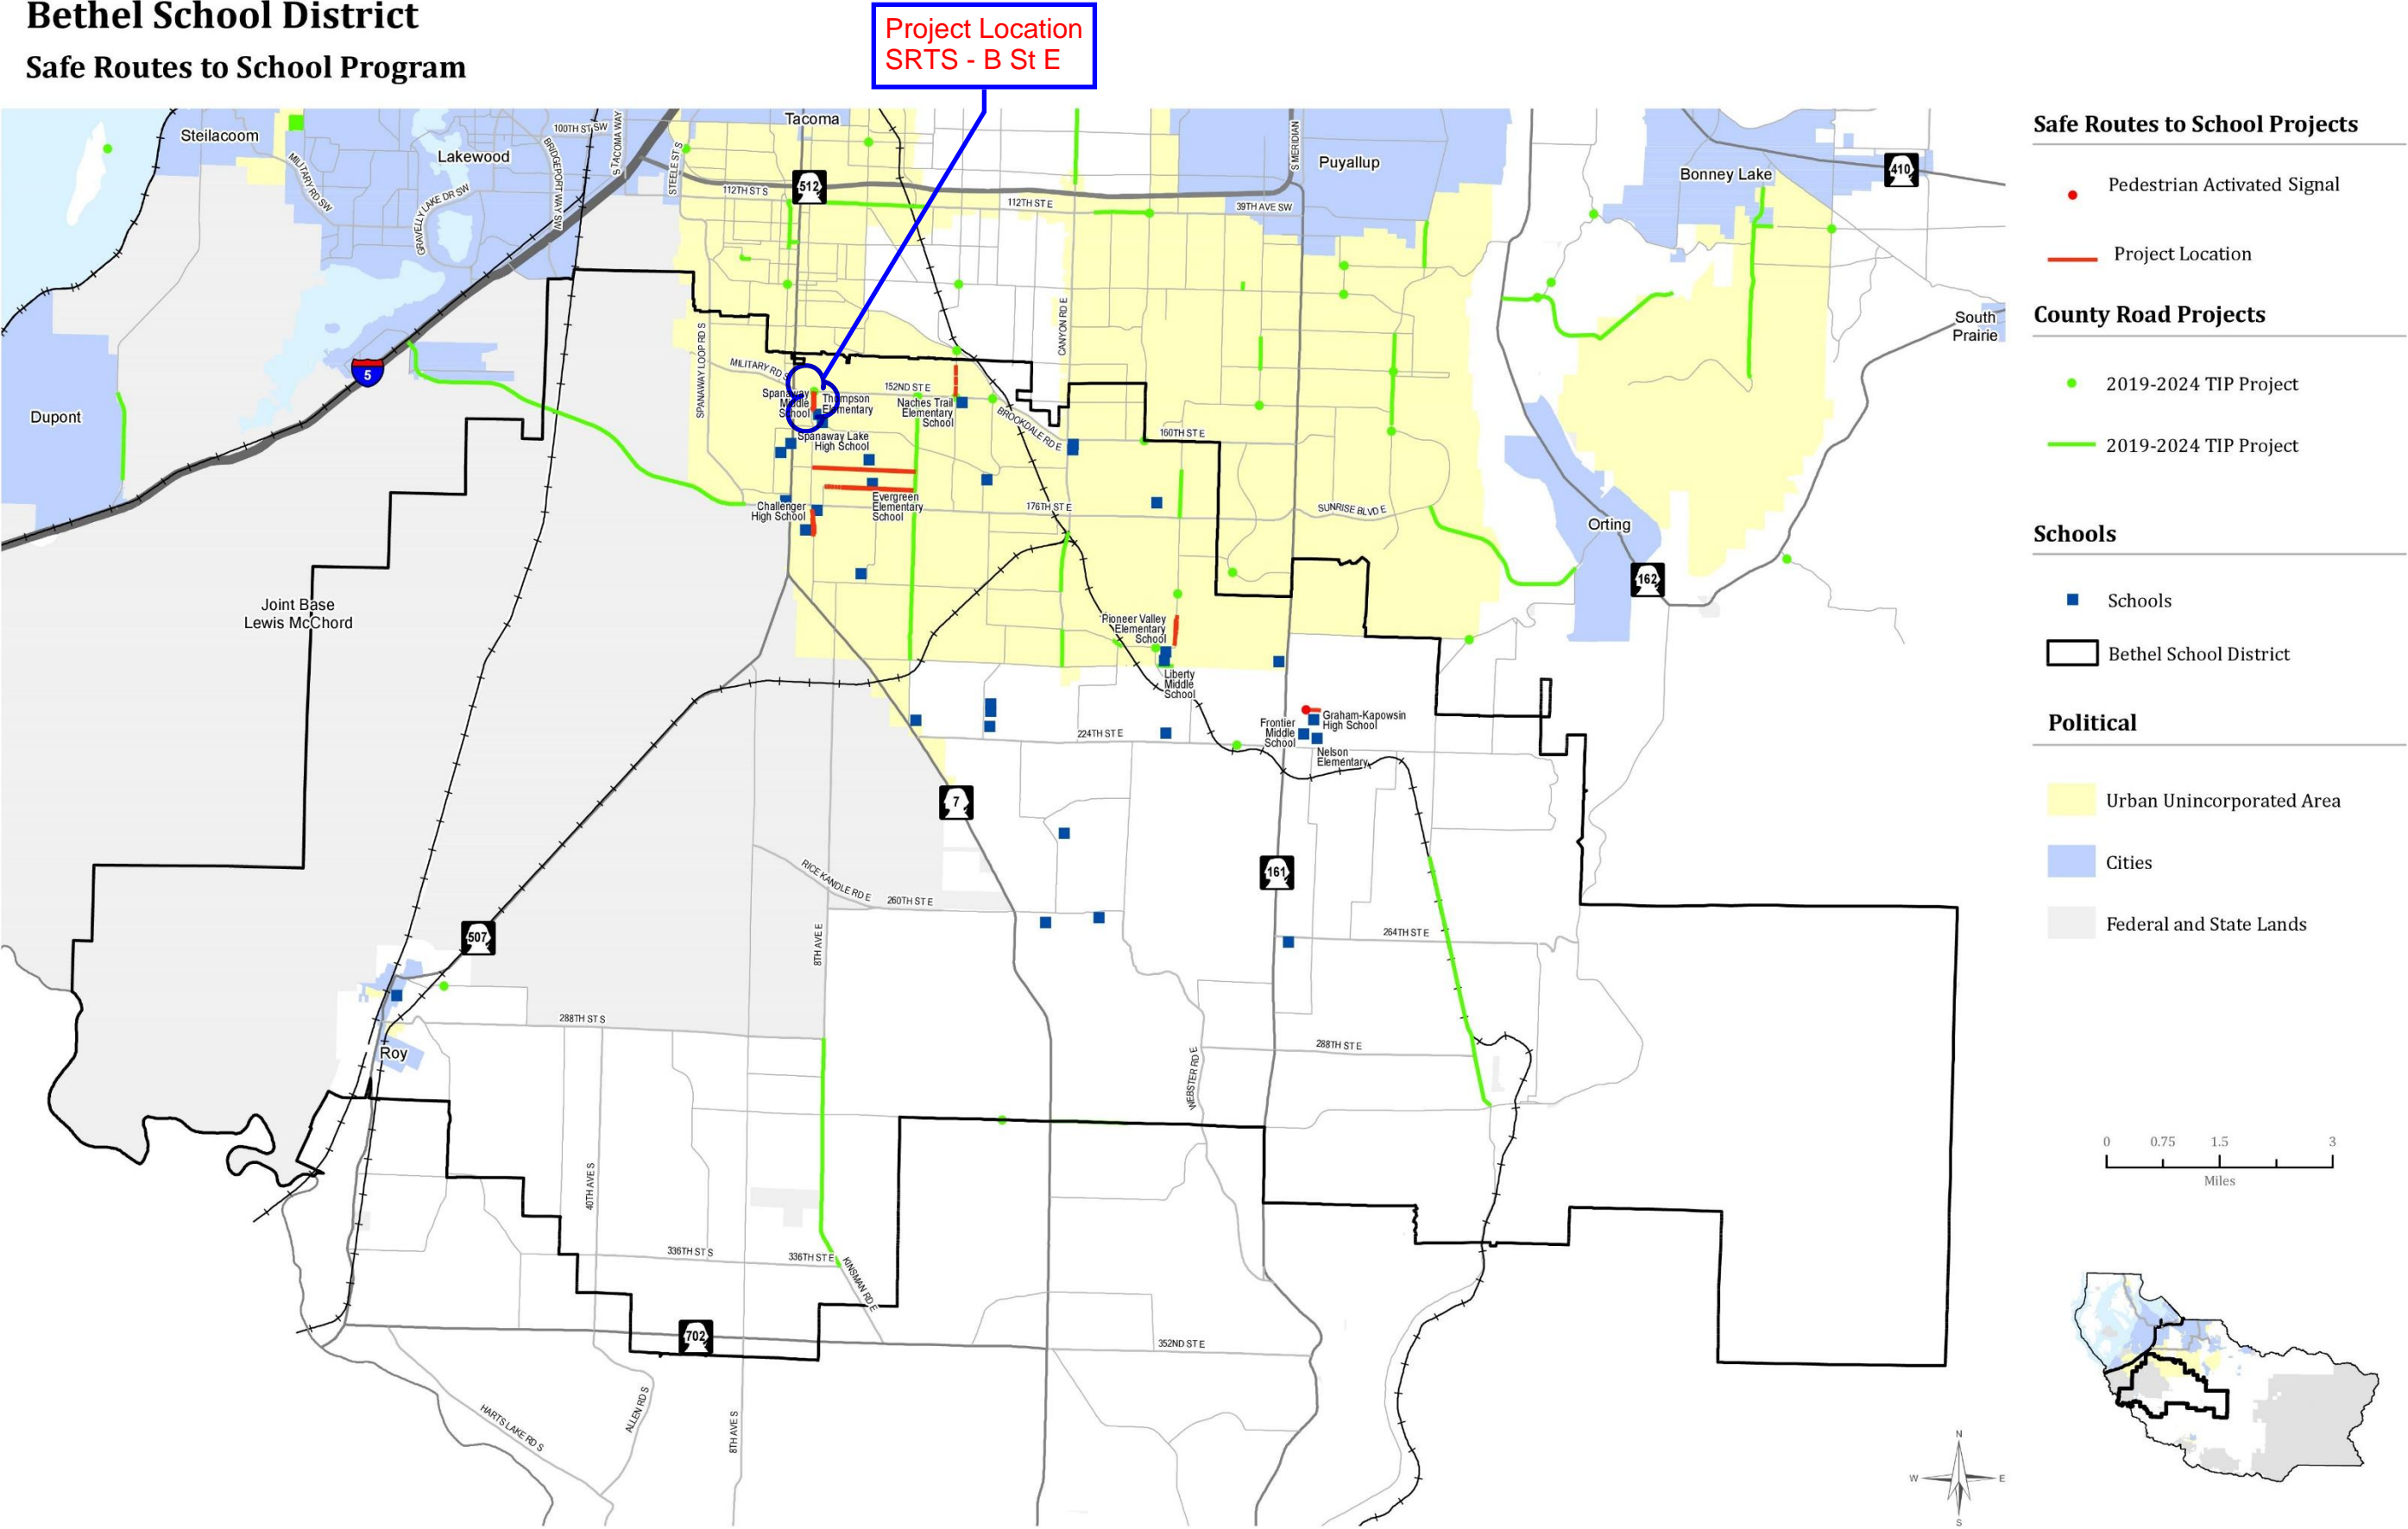 Bethel School District
Safe Routes to School Program
Project Location
SRTS - B St E
Steilacoom
Lakewood
Tacoma
Puyallup
Bonney Lake
South
Prairie
Orting
Dupont
Joint Base
Lewis McChord
Roy
100TH ST SW
S TACOMA WAY
BRIDGEPORT WAY SW
MILITARY RD SW
GRAVELLY LAKE DR SW
STEELE ST S
112TH ST S
512
112TH ST E
39TH AVE SW
S MERIDIAN
410
5
CANYON RD E
SPANAWAY LOOP RD S
MILITARY RD S
152ND ST E
Spanaway
Middle
School
Thompson
Elementary
Naches Trail
Elementary
School
BROOKDALE RD E
160TH ST E
Spanaway Lake
High School
Evergreen
Elementary
School
Challenger
High School
176TH ST E
SUNRISE BLVD E
162
Pioneer Valley
Elementary
School
Liberty
Middle
School
Graham-Kapowsin
High School
Frontier
Middle
School
Nelson
Elementary
224TH ST E
7
161
RICE KANDLE RD E
260TH ST E
264TH ST E
8TH AVE E
507
288TH ST S
288TH ST E
WEBSTER RD E
40TH AVE S
336TH ST S
336TH ST E
KINSMAN RD E
702
352ND ST E
HARTS LAKE RD S
ALLEN RD S
8TH AVE S
Safe Routes to School Projects
Pedestrian Activated Signal
Project Location
County Road Projects
2019-2024 TIP Project
2019-2024 TIP Project
Schools
Schools
Bethel School District
Political
Urban Unincorporated Area
Cities
Federal and State Lands
0 0.75 1.5 3
Miles
N
W E
S